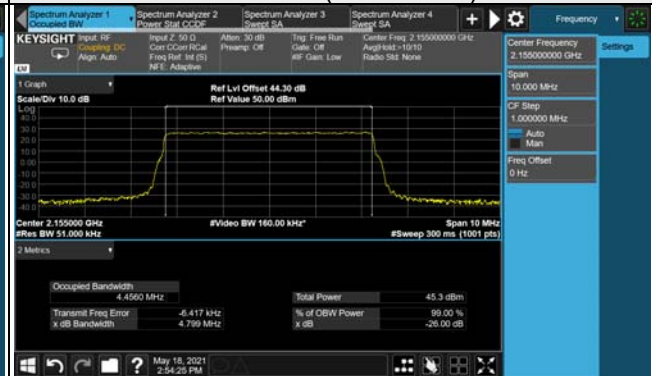 Spectrum Analyzer 1
Occupied BW
Spectrum Analyzer 2
Power Stat CCDF
Spectrum Analyzer 3
Swept SA
Spectrum Analyzer 4
Swept SA
Frequency
KEYSIGHT
Input: RF
Coupling: DC
Align: Auto
Input Z: 50 Ω
Corr CCorr RCal
Freq Ref: Int (S)
NFE: Adaptive
Atten: 30 dB
Preamp: Off
Trig: Free Run
Gate: Off
#IF Gain: Low
Center Freq: 2.155000000 GHz
Avg|Hold:>10/10
Radio Std: None
LXI
1 Graph
Scale/Div 10.0 dB
Ref Lvl Offset 44.30 dB
Ref Value 50.00 dBm
Log
40.0
30.0
20.0
10.0
0.00
-10.0
-20.0
-30.0
-40.0
Center 2.155000 GHz
#Res BW 51.000 kHz
#Video BW 160.00 kHz*
Span 10 MHz
#Sweep 300 ms (1001 pts)
2 Metrics
Occupied Bandwidth
4.4560 MHz
Total Power
45.3 dBm
Transmit Freq Error
-6.417 kHz
% of OBW Power
99.00 %
x dB Bandwidth
4.799 MHz
x dB
-26.00 dB
May 18, 2021
2:54:25 PM
Center Frequency
2.155000000 GHz
Settings
Span
10.000 MHz
CF Step
1.000000 MHz
Auto
Man
Freq Offset
0 Hz